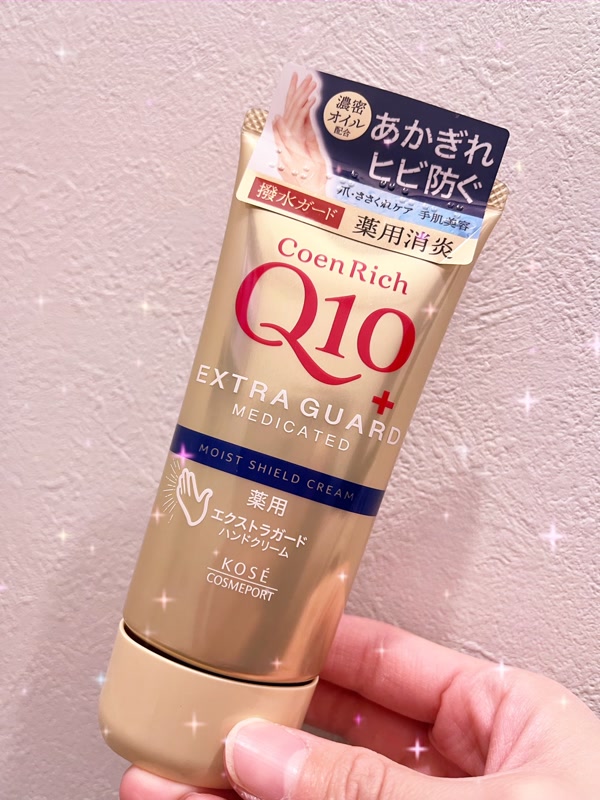 濃密
オイル
配合
あかぎれ
ヒビ防ぐ
爪・ささくれケア 手肌美容
撥水ガード
薬用消炎
Coen Rich
Q10
EXTRA GUARD
MEDICATED
MOIST SHIELD CREAM
薬用
エクストラガード
ハンドクリーム
KOSÉ
COSMEPORT